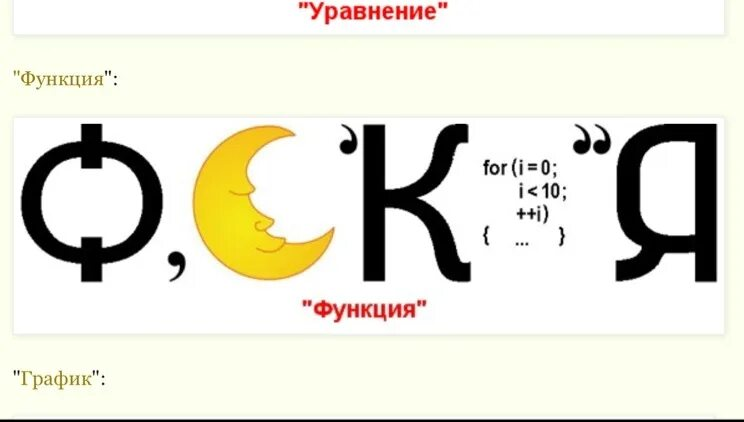 "Уравнение"
"Функция":
Ф , ’К for (i = 0; ”Я
i < 10;
++i)
{ ... }
"Функция"
"График":